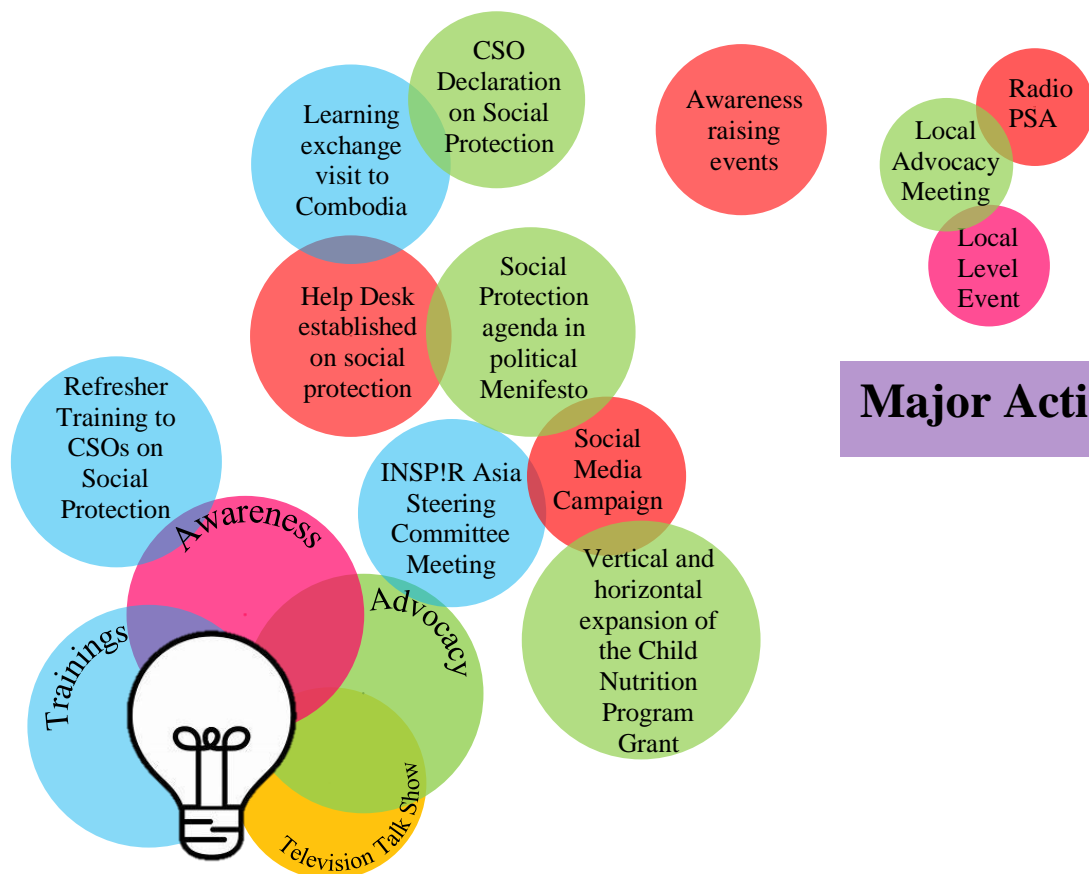 CSO
Declaration
on Social
Protection
Learning
exchange
visit to
Combodia
Awareness
raising
events
Radio
PSA
Local
Advocacy
Meeting
Local
Level
Event
Help Desk
established
on social
protection
Social
Protection
agenda in
political
Menifesto
Major Acti
Refresher
Training to
CSOs on
Social
Protection
INSP!R Asia
Steering
Committee
Meeting
Social
Media
Campaign
Vertical and
horizontal
expansion of
the Child
Nutrition
Program
Grant
Awareness
Advocacy
Trainings
Television Talk Show